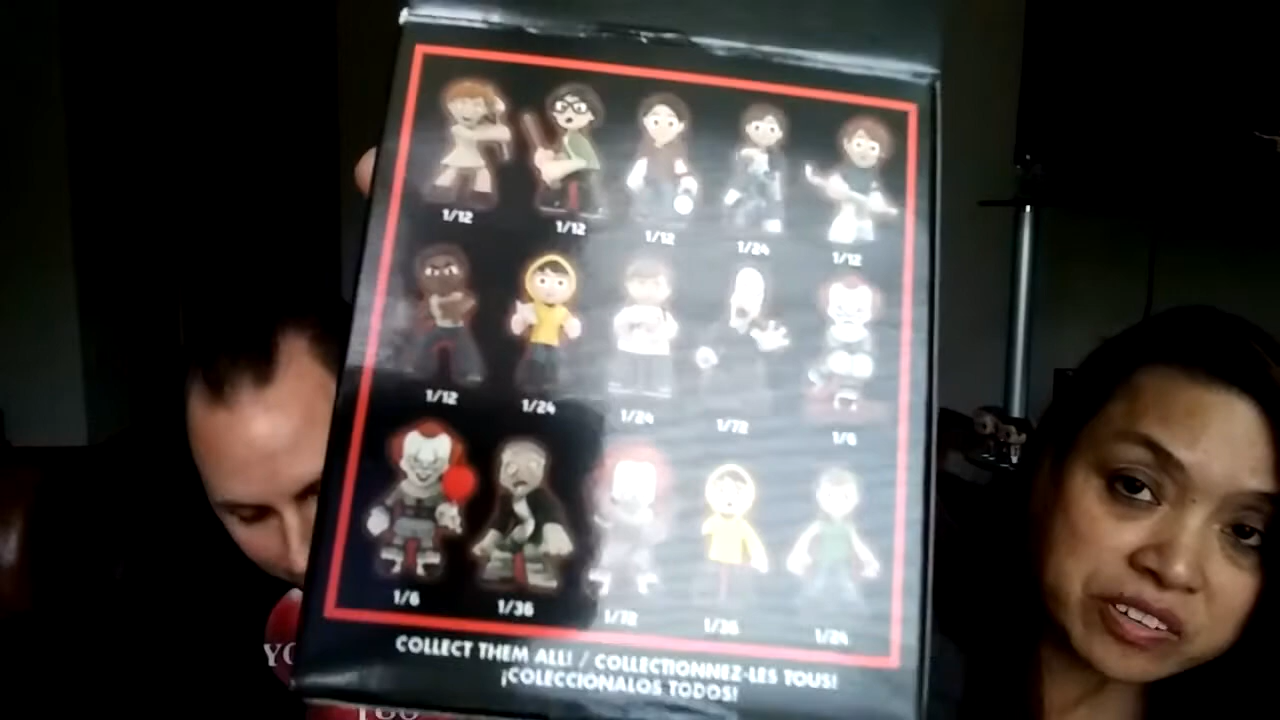 1/12 1/12 1/12 1/24 1/12
1/12 1/24 1/24 1/72 1/6
1/6 1/36 1/72 1/36 1/24
COLLECT THEM ALL! / COLLECTIONNEZ-LES TOUS!
¡COLECCIONALOS TODOS!